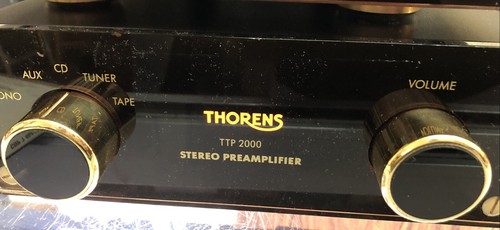 AUX
CD
TUNER
TAPE
THORENS
TTP 2000
STEREO PREAMPLIFIER
VOLUME